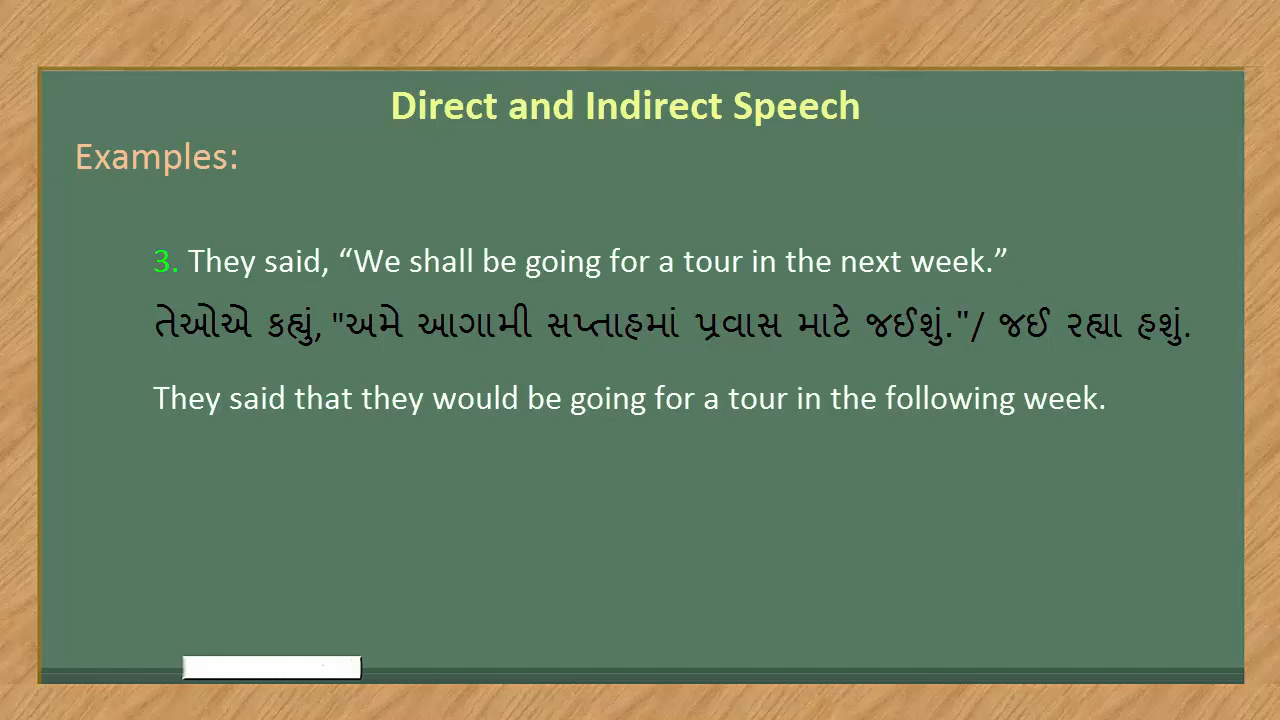 Direct and Indirect Speech
Examples:
3. They said, “We shall be going for a tour in the next week.”
તેઓએ કહ્યું, "અમે આગામી સપ્તાહમાં પ્રવાસ માટે જઈશું."/ જઈ રહ્યા હશું.
They said that they would be going for a tour in the following week.